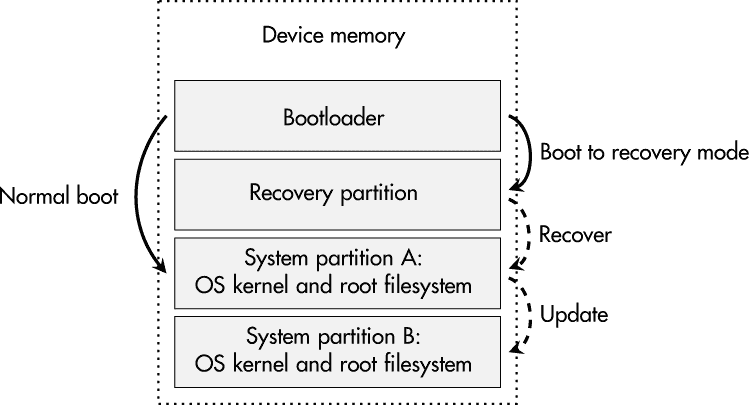 Device memory
Bootloader
Boot to recovery mode
Normal boot
Recovery partition
Recover
System partition A:
OS kernel and root filesystem
Update
System partition B:
OS kernel and root filesystem